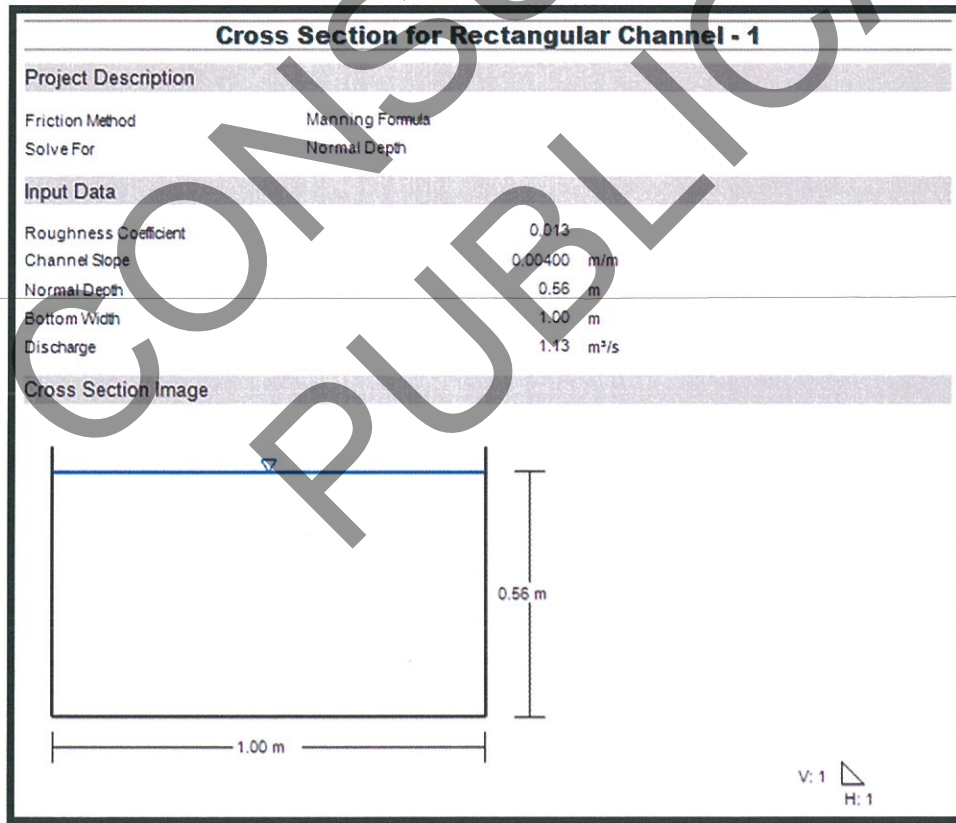 Cross Section for Rectangular Channel - 1
Project Description
Friction Method Manning Formula
Solve For Normal Depth
Input Data
Roughness Coefficient 0.013
Channel Slope 0.00400 m/m
Normal Depth 0.56 m
Bottom Width 1.00 m
Discharge 1.13 m³/s
Cross Section Image
0.56 m
1.00 m
V: 1
H: 1